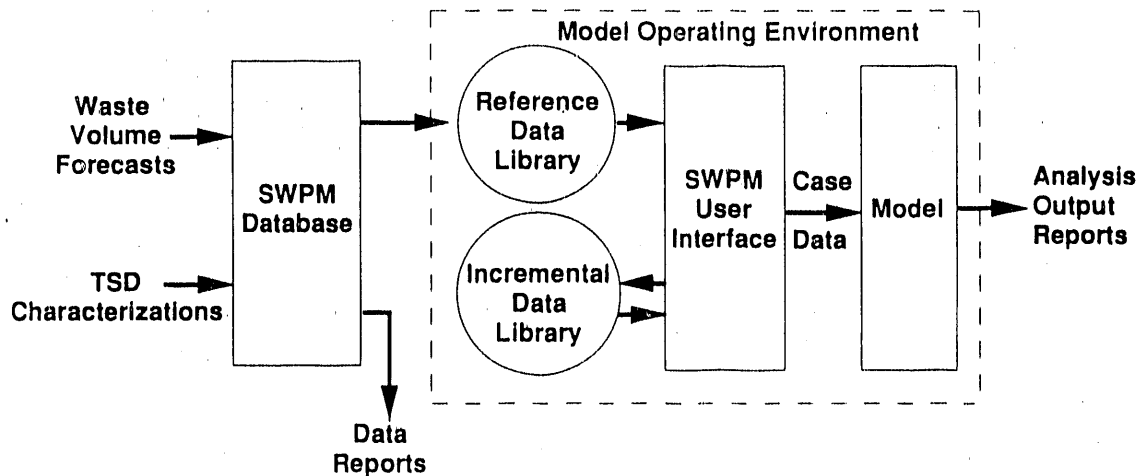 Model Operating Environment
Waste
Volume
Forecasts
TSD
Characterizations
SWPM
Database
Data
Reports
Reference
Data
Library
Incremental
Data
Library
SWPM
User
Interface
Case
Data
Model
Analysis
Output
Reports